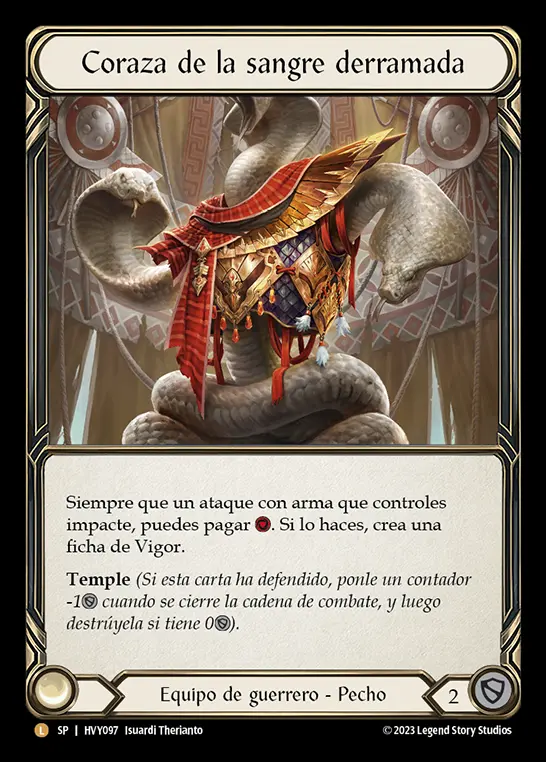 Coraza de la sangre derramada
Siempre que un ataque con arma que controles
impacte, puedes pagar . Si lo haces, crea una
ficha de Vigor.
Temple (Si esta carta ha defendido, ponle un contador
-1 cuando se cierre la cadena de combate, y luego
destrúyela si tiene 0).
Equipo de guerrero - Pecho
2
L SP | HVY097 Isuardi Therianto
© 2023 Legend Story Studios